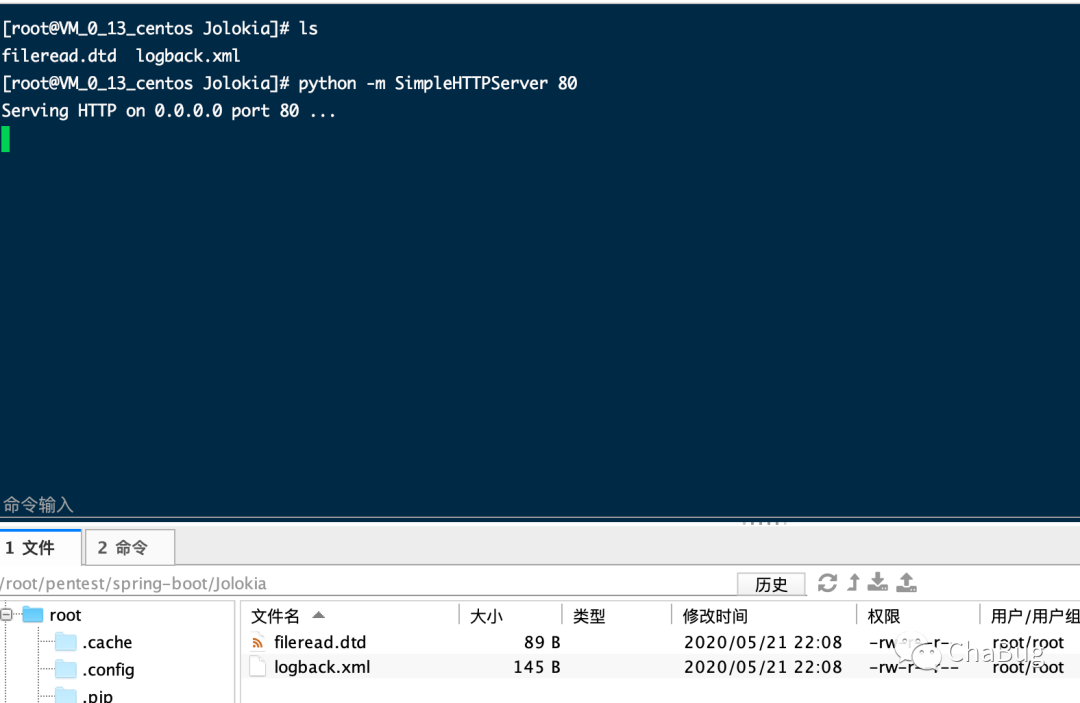 [root@VM_0_13_centos Jolokia]# ls
fileread.dtd  logback.xml
[root@VM_0_13_centos Jolokia]# python -m SimpleHTTPServer 80
Serving HTTP on 0.0.0.0 port 80 ...
命令输入
1 文件  2 命令
/root/pentest/spring-boot/Jolokia  历史
root  文件名  大小  类型  修改时间  权限  用户/用户组
.cache  fileread.dtd  89 B  2020/05/21 22:08  -rw-r--r--  root/root
.config  logback.xml  145 B  2020/05/21 22:08  -rw-r--r--  root/root
ChaBug
.pip